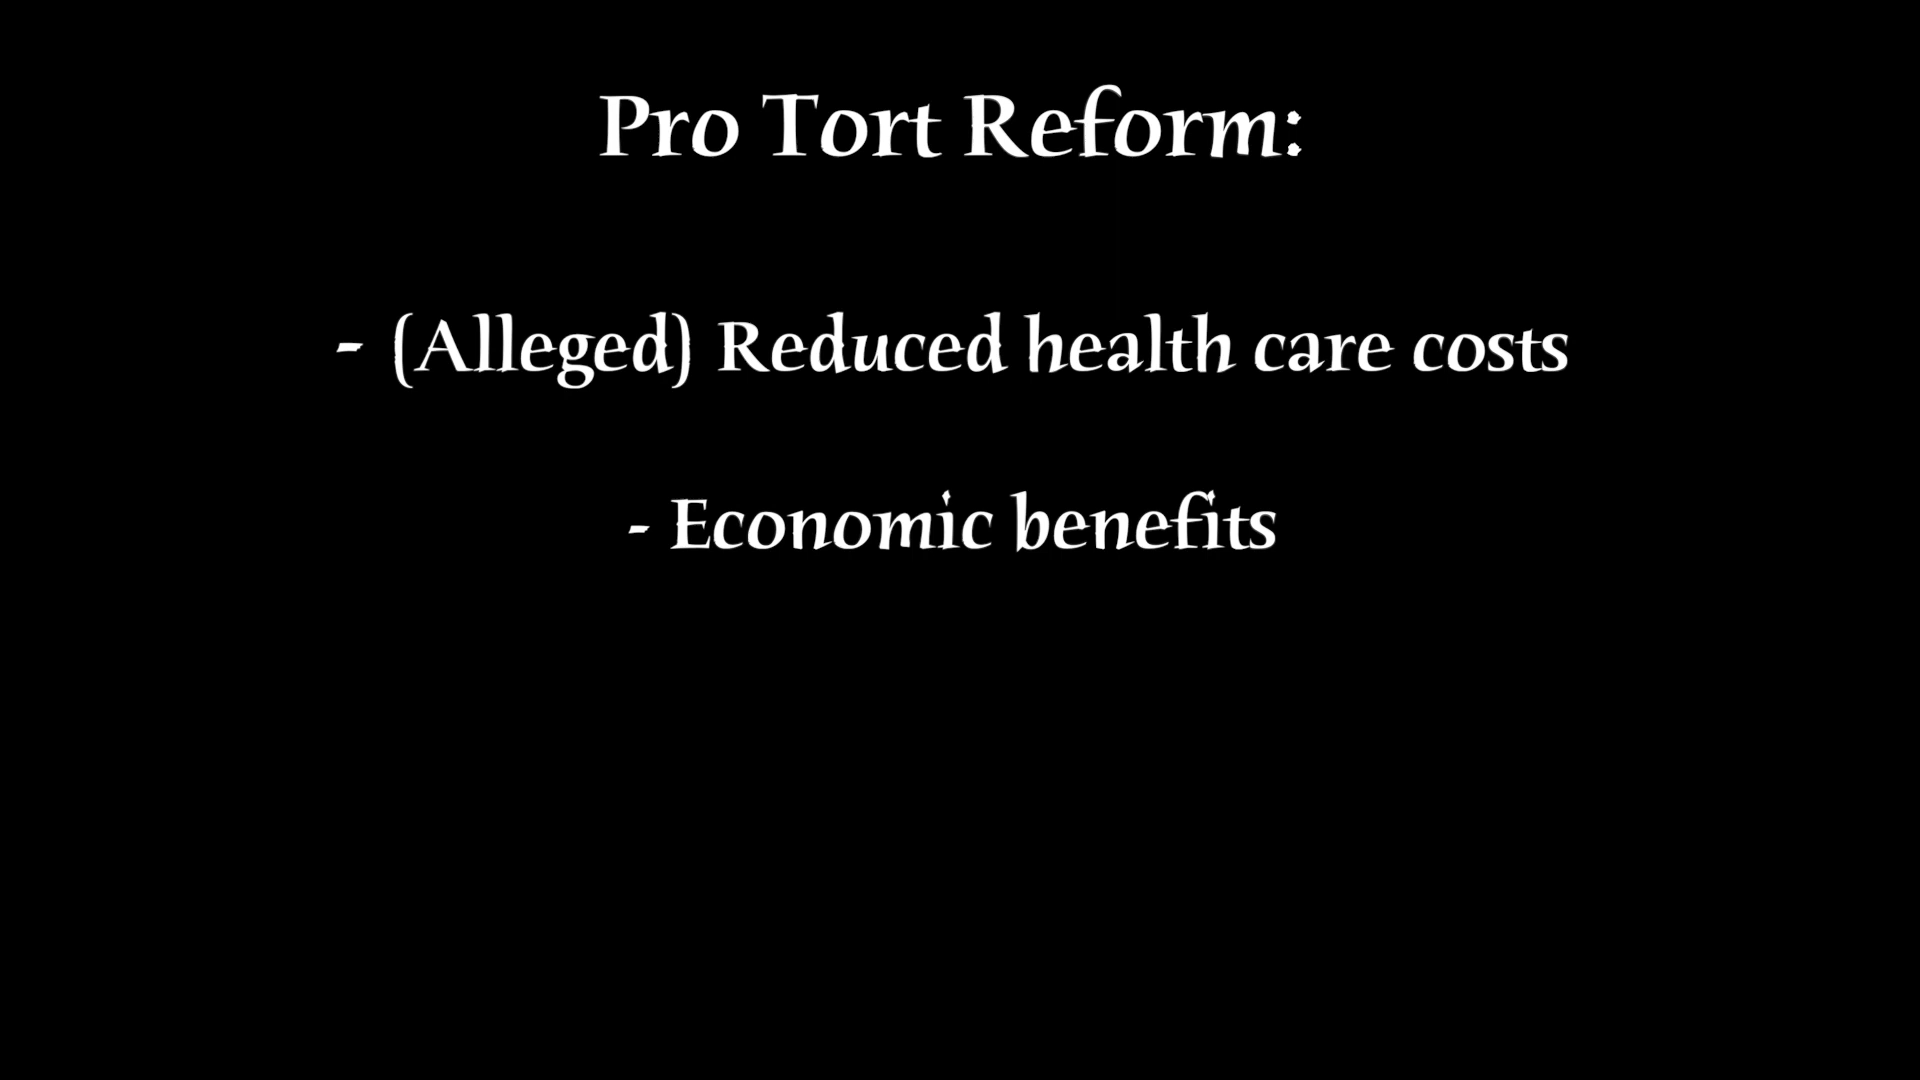 Pro Tort Reform:
- (Alleged) Reduced health care costs
- Economic benefits